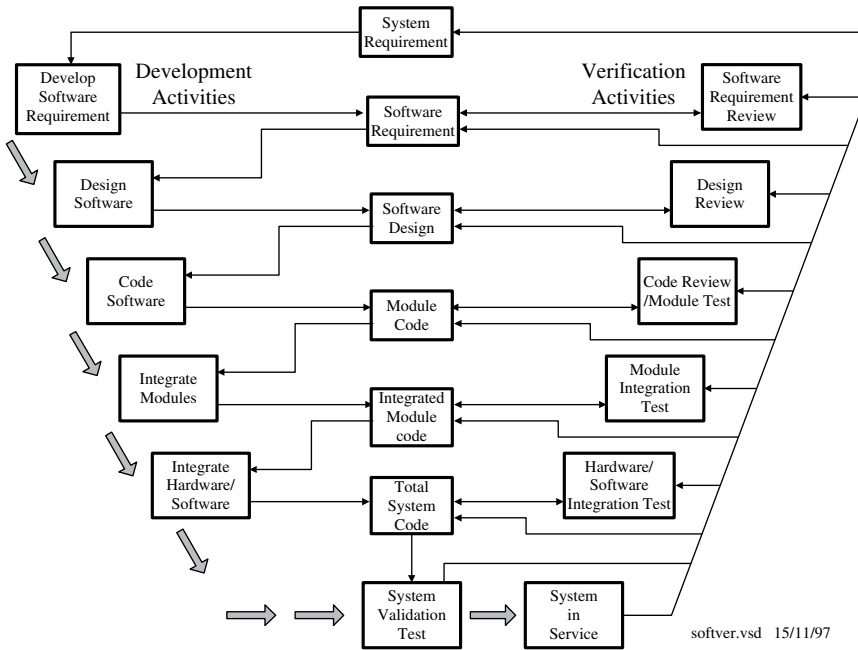 System
Requirement
Develop
Software
Requirement
Development
Activities
Verification
Activities
Software
Requirement
Review
Software
Requirement
Design
Software
Software
Design
Design
Review
Code
Software
Module
Code
Code Review
/Module Test
Integrate
Modules
Integrated
Module
code
Module
Integration
Test
Integrate
Hardware/
Software
Total
System
Code
Hardware/
Software
Integration Test
System
Validation
Test
System
in
Service
softver.vsd 15/11/97